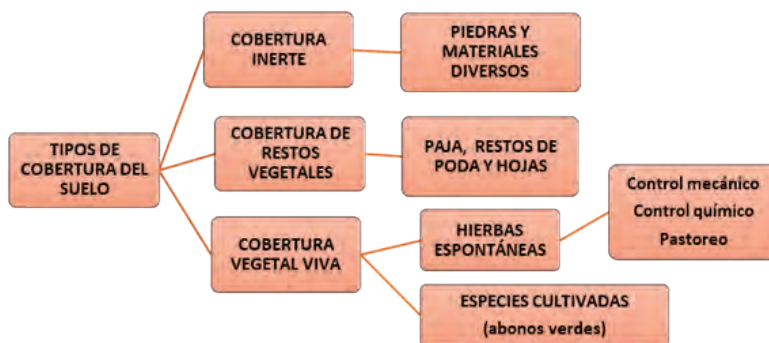 TIPOS DE
COBERTURA DEL
SUELO
COBERTURA
INERTE
PIEDRAS Y
MATERIALES
DIVERSOS
COBERTURA DE
RESTOS
VEGETALES
PAJA, RESTOS DE
PODA Y HOJAS
COBERTURA
VEGETAL VIVA
HIERBAS
ESPONTÁNEAS
Control mecánico
Control químico
Pastoreo
ESPECIES CULTIVADAS
(abonos verdes)